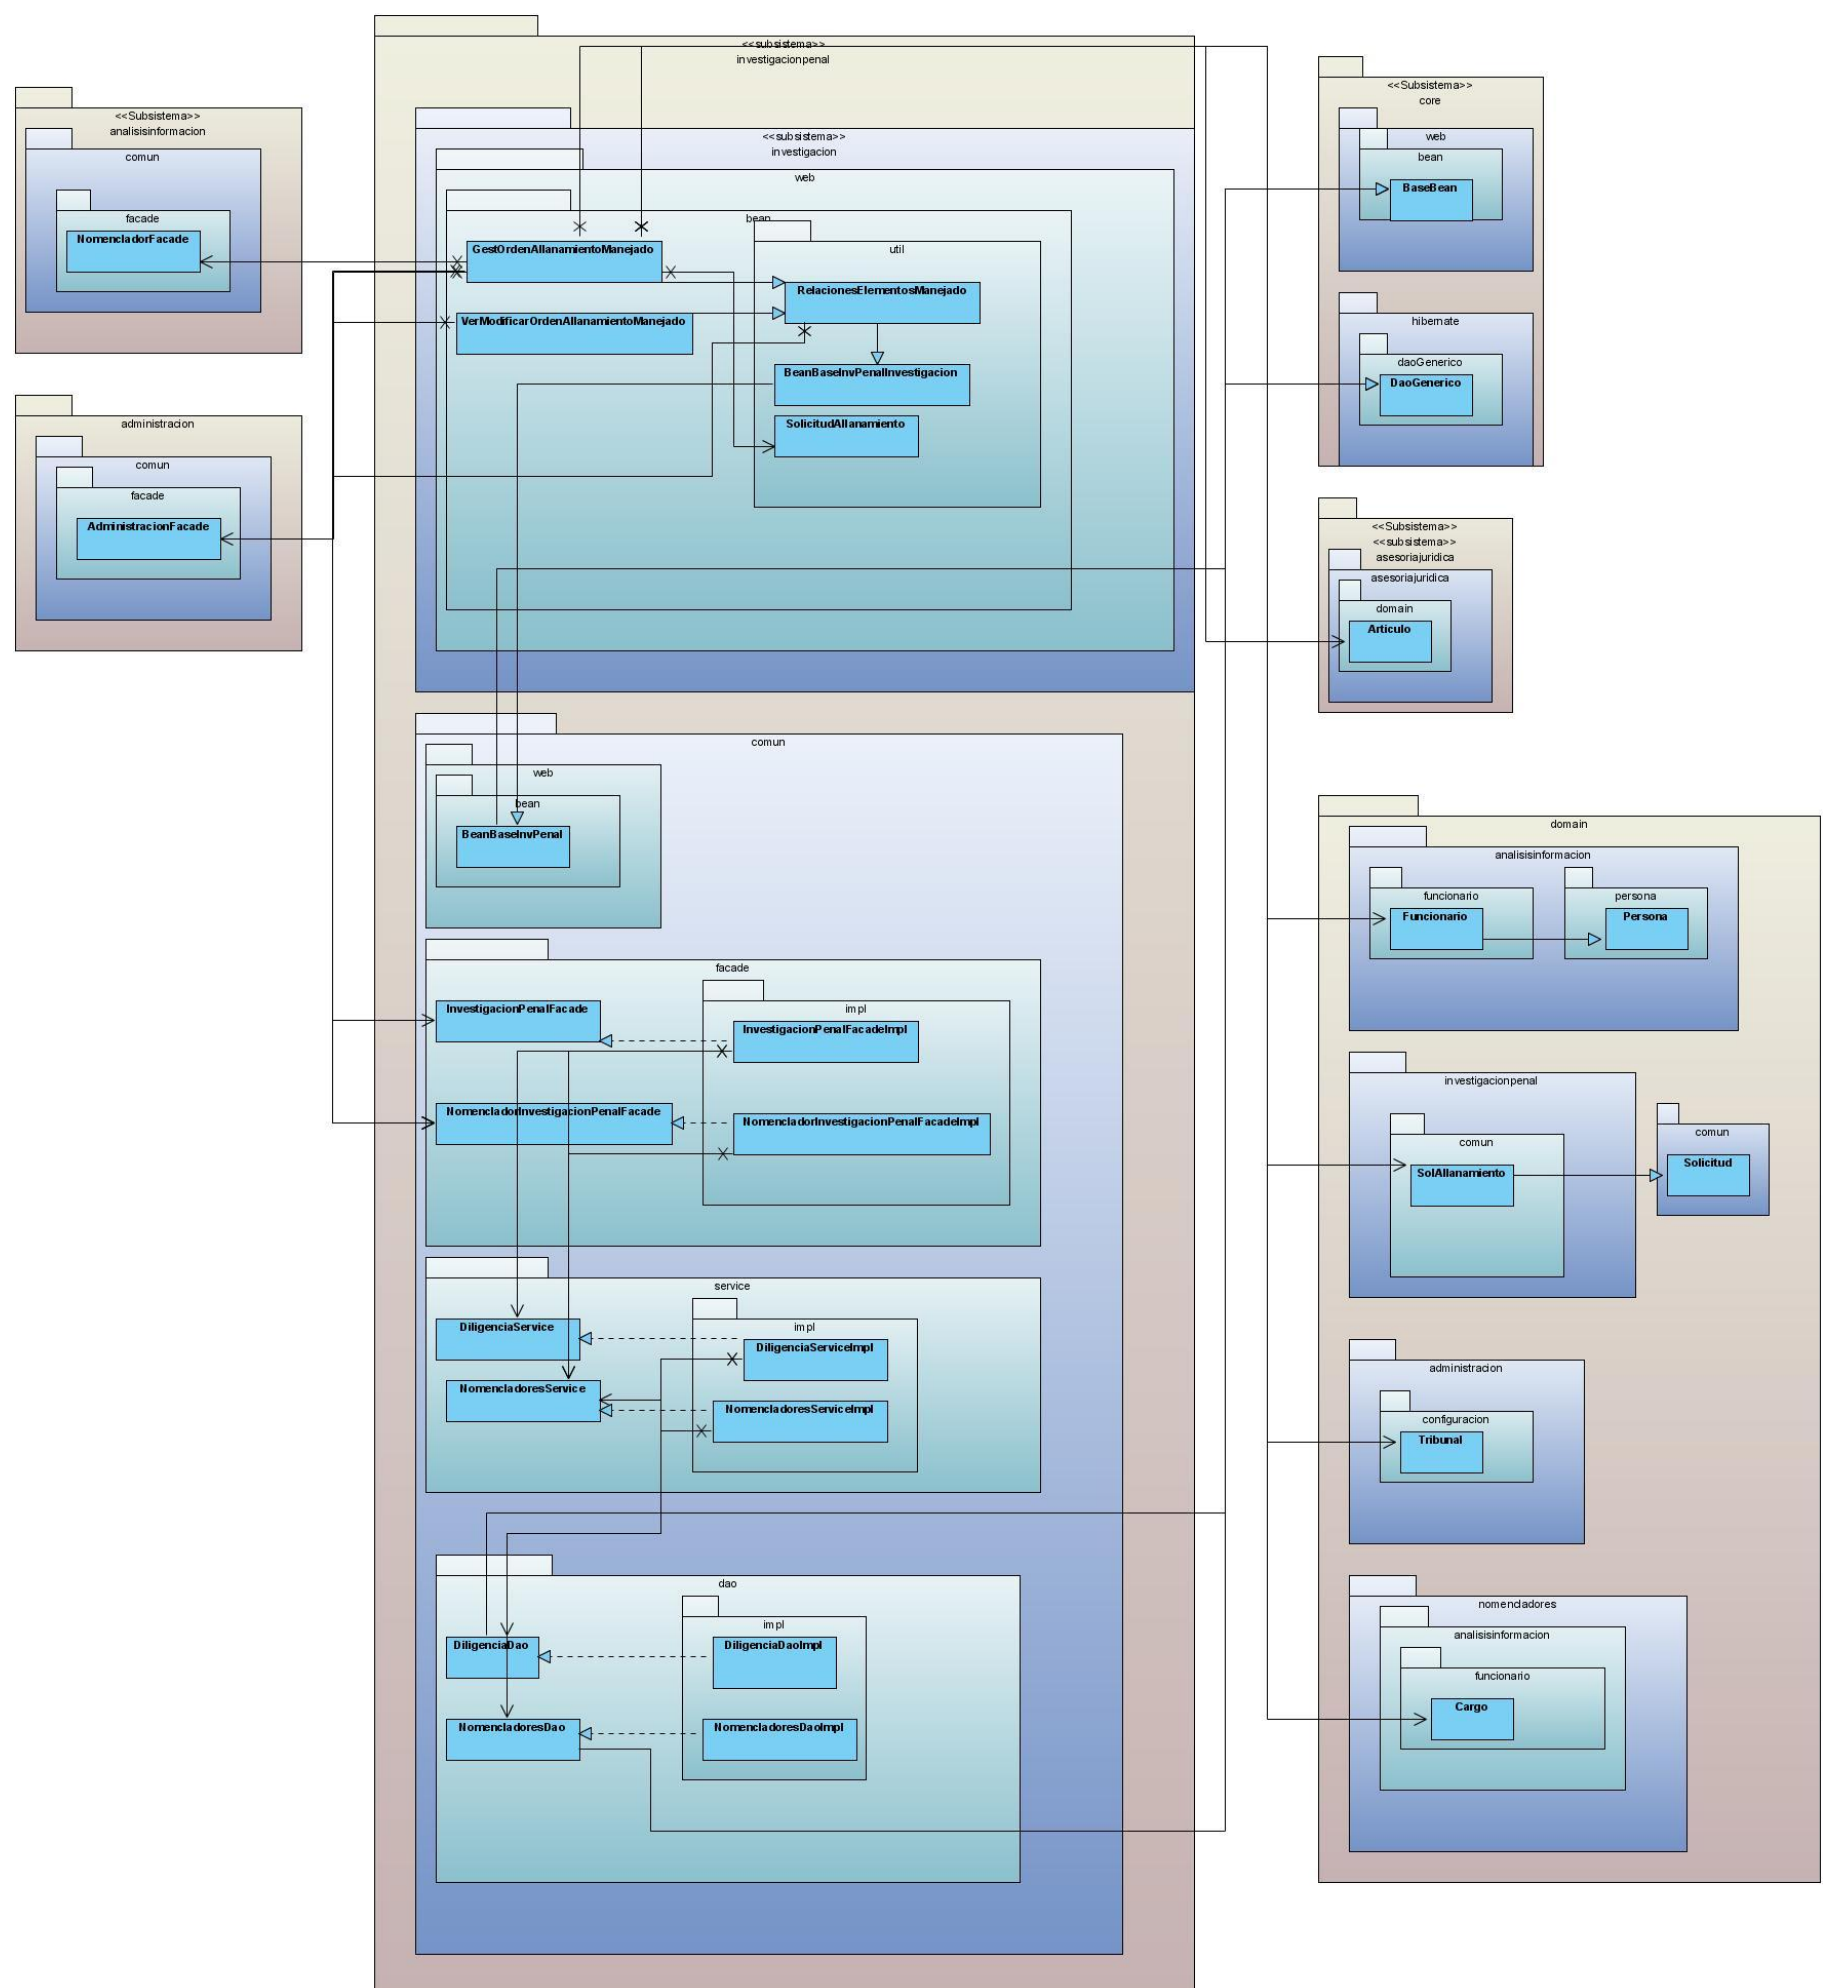 <<subsistema>>
investigacionpenal
<<subsistema>>
investigacion
web
bean
GestOrdenAllanamientoManejado
VerModificarOrdenAllanamientoManejado
util
RelacionesElementosManejado
BeanBaseInvPenalInvestigacion
SolicitudAllanamiento
<<Subsistema>>
analisisinformacion
comun
facade
NomencladorFacade
administracion
comun
facade
AdministracionFacade
<<Subsistema>>
core
web
bean
BaseBean
hibernate
daoGenerico
DaoGenerico
<<Subsistema>>
<<subsistema>>
asesoriajuridica
asesoriajuridica
domain
Articulo
comun
web
bean
BeanBaseInvPenal
facade
InvestigacionPenalFacade
impl
InvestigacionPenalFacadeImpl
NomencladorInvestigacionPenalFacade
NomencladorInvestigacionPenalFacadeImpl
service
DiligenciaService
impl
DiligenciaServiceImpl
NomencladoresService
NomencladoresServiceImpl
dao
impl
DiligenciaDao
DiligenciaDaoImpl
NomencladoresDao
NomencladoresDaoImpl
domain
analisisinformacion
funcionario
Funcionario
persona
Persona
investigacionpenal
comun
SolAllanamiento
comun
Solicitud
administracion
configuracion
Tribunal
nomencladores
analisisinformacion
funcionario
Cargo